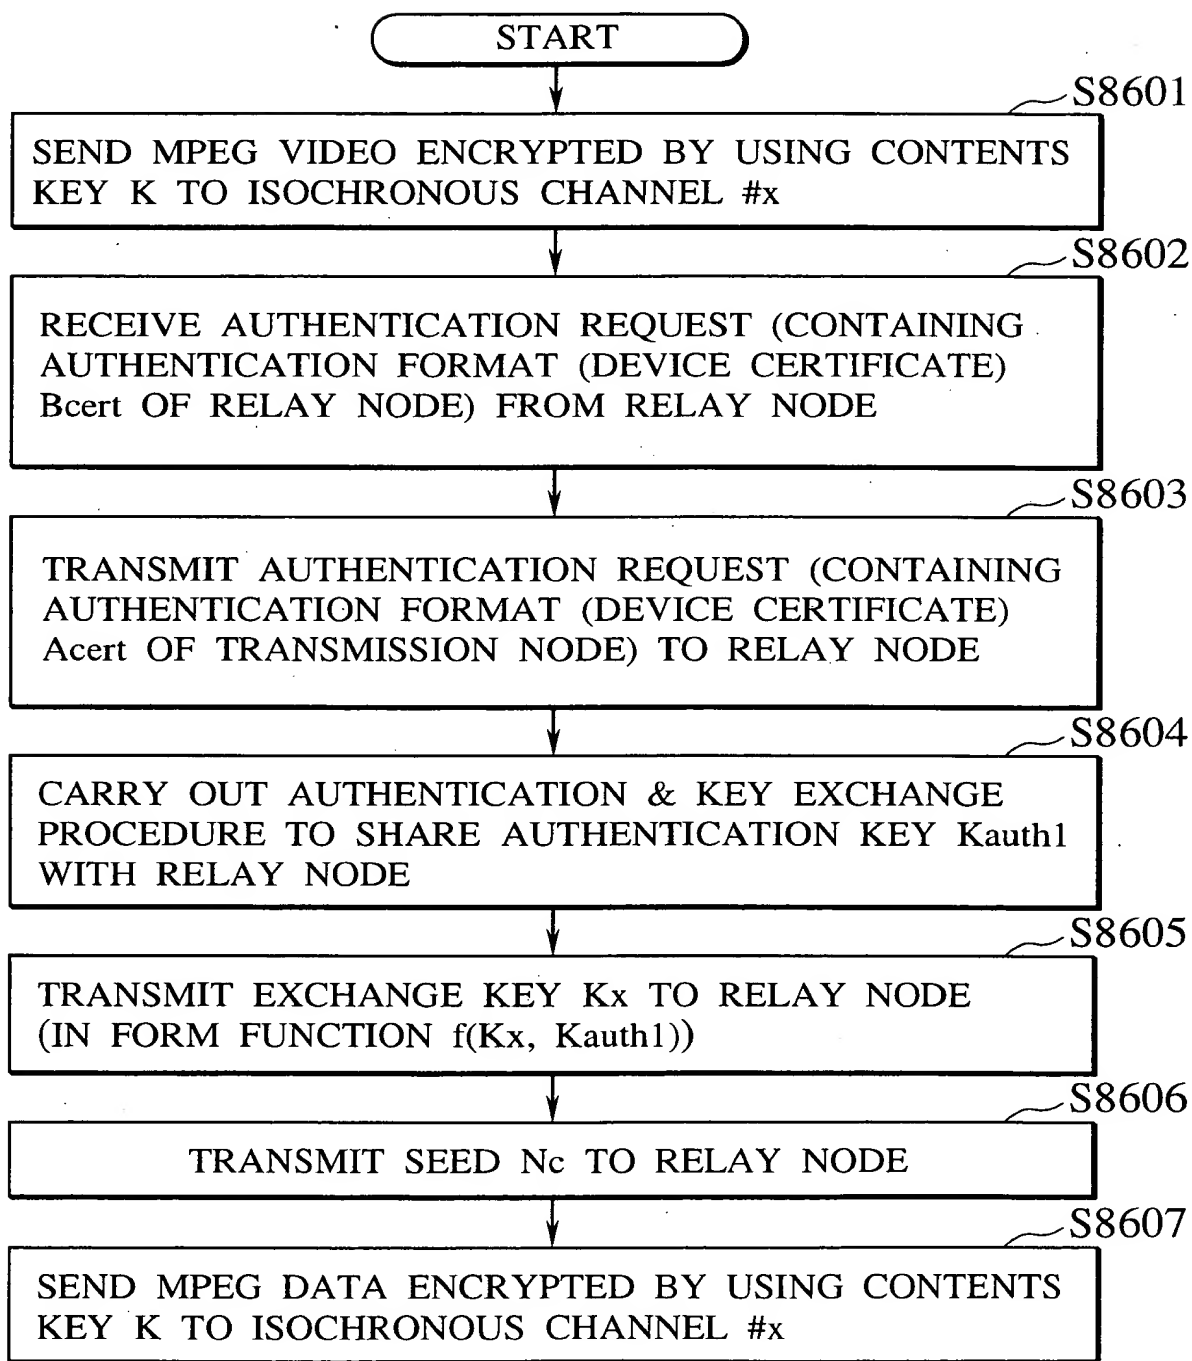 START
S8601
SEND MPEG VIDEO ENCRYPTED BY USING CONTENTS
KEY K TO ISOCHRONOUS CHANNEL #x
S8602
RECEIVE AUTHENTICATION REQUEST (CONTAINING
AUTHENTICATION FORMAT (DEVICE CERTIFICATE)
Bcert OF RELAY NODE) FROM RELAY NODE
S8603
TRANSMIT AUTHENTICATION REQUEST (CONTAINING
AUTHENTICATION FORMAT (DEVICE CERTIFICATE)
Acert OF TRANSMISSION NODE) TO RELAY NODE
S8604
CARRY OUT AUTHENTICATION & KEY EXCHANGE
PROCEDURE TO SHARE AUTHENTICATION KEY Kauth1
WITH RELAY NODE
S8605
TRANSMIT EXCHANGE KEY Kx TO RELAY NODE
(IN FORM FUNCTION f(Kx, Kauth1))
S8606
TRANSMIT SEED Nc TO RELAY NODE
S8607
SEND MPEG DATA ENCRYPTED BY USING CONTENTS
KEY K TO ISOCHRONOUS CHANNEL #x